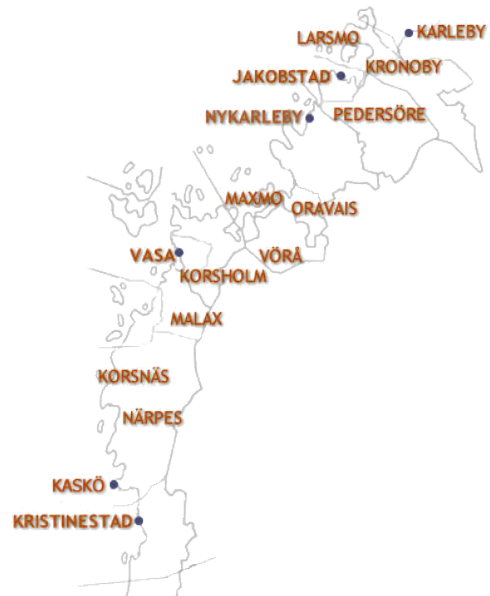 KARLEBY
LARSMO
KRONOBY
JAKOBSTAD
PEDERSÖRE
NYKARLEBY
MAXMO
ORAVAIS
VASA
VÖRÅ
KORSHOLM
MALAX
KORSNÄS
NÄRPES
KASKÖ
KRISTINESTAD